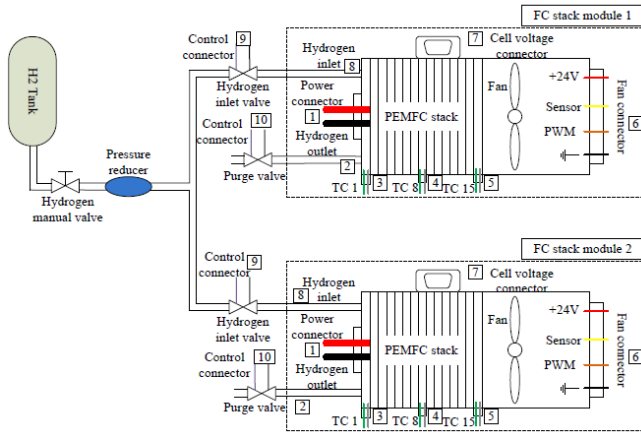 FC stack module 1
Control
connector
9
Hydrogen
inlet
8
7
Cell voltage
connector
H2 Tank
Hydrogen
inlet valve
Power
connector
1
Fan
+24V
Sensor
PWM
Fan connector
6
Control
connector
10
PEMFC stack
Hydrogen
outlet
2
Purge valve
TC 1
3
TC 8
4
TC 15
5
Pressure
reducer
Hydrogen
manual valve
FC stack module 2
Control
connector
9
Hydrogen
inlet
8
7
Cell voltage
connector
Hydrogen
inlet valve
Power
connector
1
Fan
+24V
Sensor
PWM
Fan connector
6
Control
connector
10
PEMFC stack
Hydrogen
outlet
2
Purge valve
TC 1
3
TC 8
4
TC 15
5